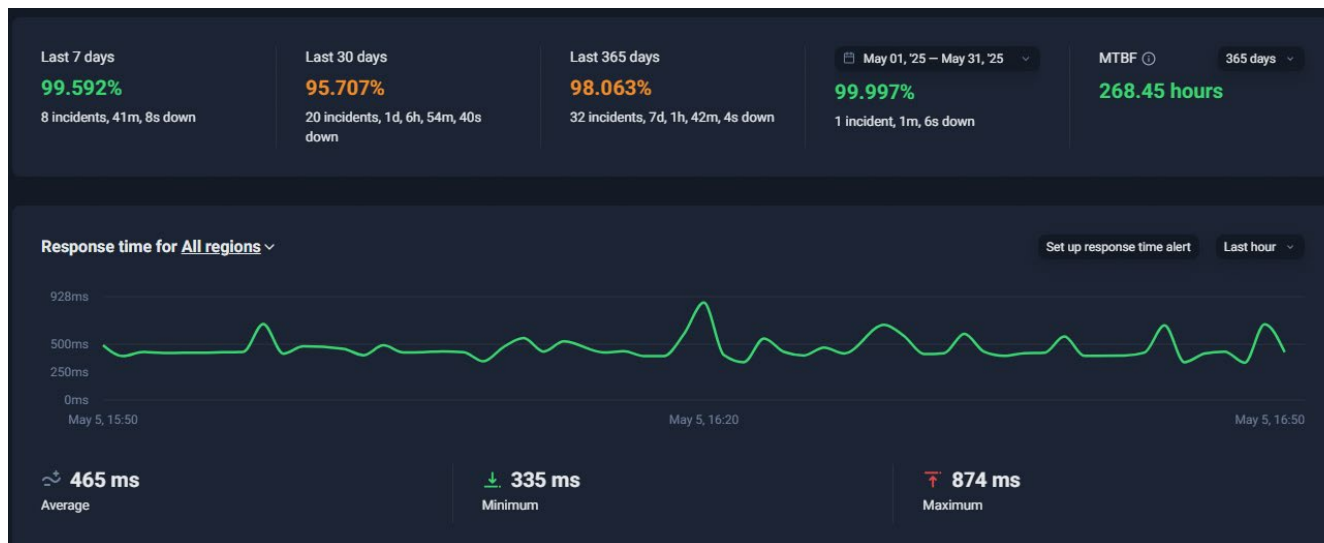 Last 7 days
99.592%
8 incidents, 41m, 8s down
Last 30 days
95.707%
20 incidents, 1d, 6h, 54m, 40s
down
Last 365 days
98.063%
32 incidents, 7d, 1h, 42m, 4s down
May 01, '25 – May 31, '25
99.997%
1 incident, 1m, 6s down
MTBF
365 days
268.45 hours
Response time for All regions
Set up response time alert
Last hour
928ms
500ms
250ms
0ms
May 5, 15:50
May 5, 16:20
May 5, 16:50
465 ms
Average
335 ms
Minimum
874 ms
Maximum